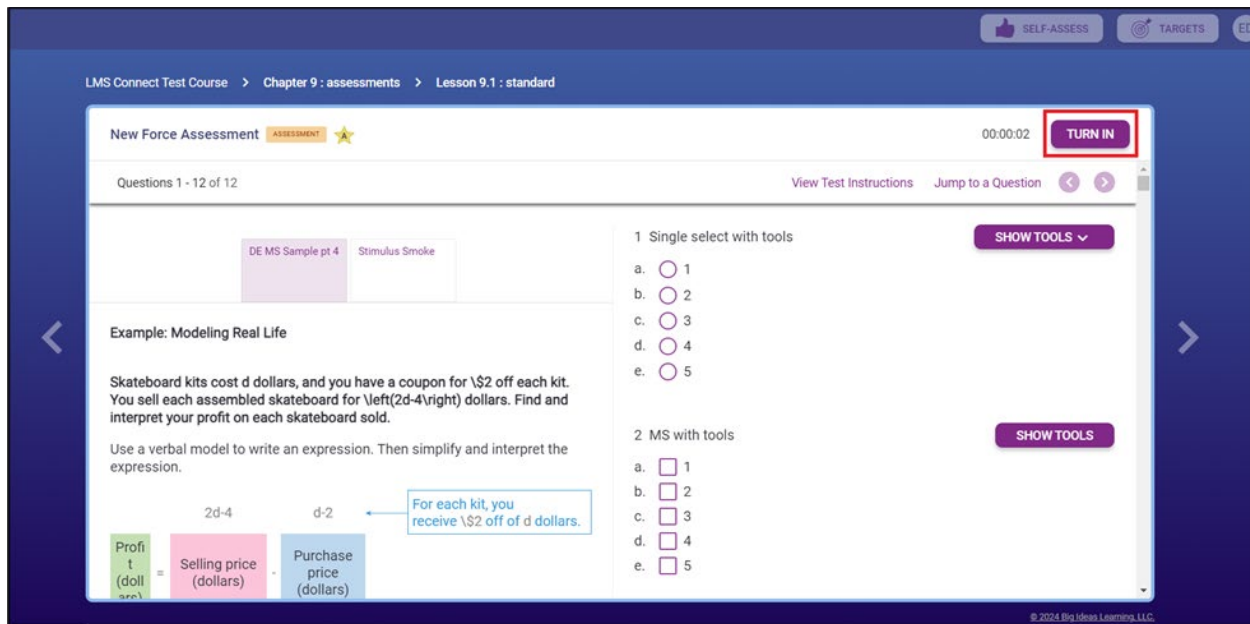 SELF-ASSESS
TARGETS
ED
LMS Connect Test Course > Chapter 9 : assessments > Lesson 9.1 : standard
New Force Assessment
ASSESSMENT
A
00:00:02
TURN IN
Questions 1 - 12 of 12
View Test Instructions
Jump to a Question
DE MS Sample pt 4
Stimulus Smoke
Example: Modeling Real Life
Skateboard kits cost d dollars, and you have a coupon for \$2 off each kit.
You sell each assembled skateboard for \left(2d-4\right) dollars. Find and
interpret your profit on each skateboard sold.
Use a verbal model to write an expression. Then simplify and interpret the
expression.
2d-4
d-2
For each kit, you
receive \$2 off of d dollars.
Profi
t
(doll
ars)
=
Selling price
(dollars)
-
Purchase
price
(dollars)
1 Single select with tools
SHOW TOOLS
a. 1
b. 2
c. 3
d. 4
e. 5
2 MS with tools
SHOW TOOLS
a. 1
b. 2
c. 3
d. 4
e. 5
© 2024 Big Ideas Learning, LLC.